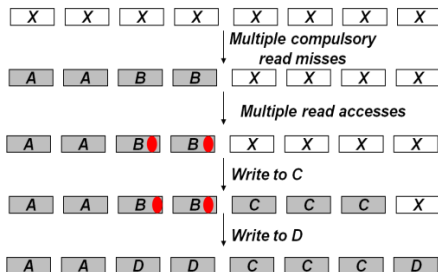 X X X X X X X X
Multiple compulsory
read misses
A A B B X X X X
Multiple read accesses
A A B B X X X X
Write to C
A A B B C C C X
Write to D
A A D D C C C D